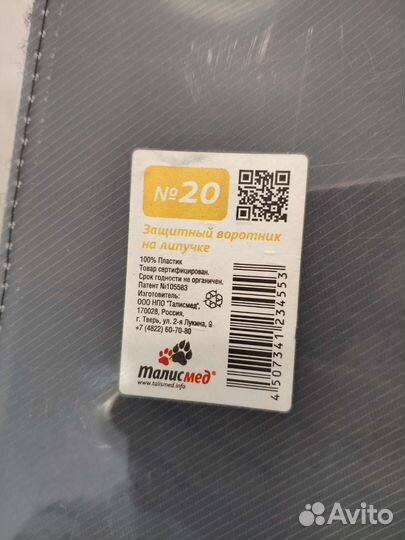 №20
Защитный воротник
на липучке
100% Пластик
Товар сертифицирован.
Срок годности не ограничен.
Патент №105583
Изготовитель:
ООО НПО "Талисмед",
170028, Россия,
г. Тверь, ул. 2-я Лукина, 9
+7 (4822) 60-70-80
Талисмед®
www.talismed.info
4507341234553
Avito